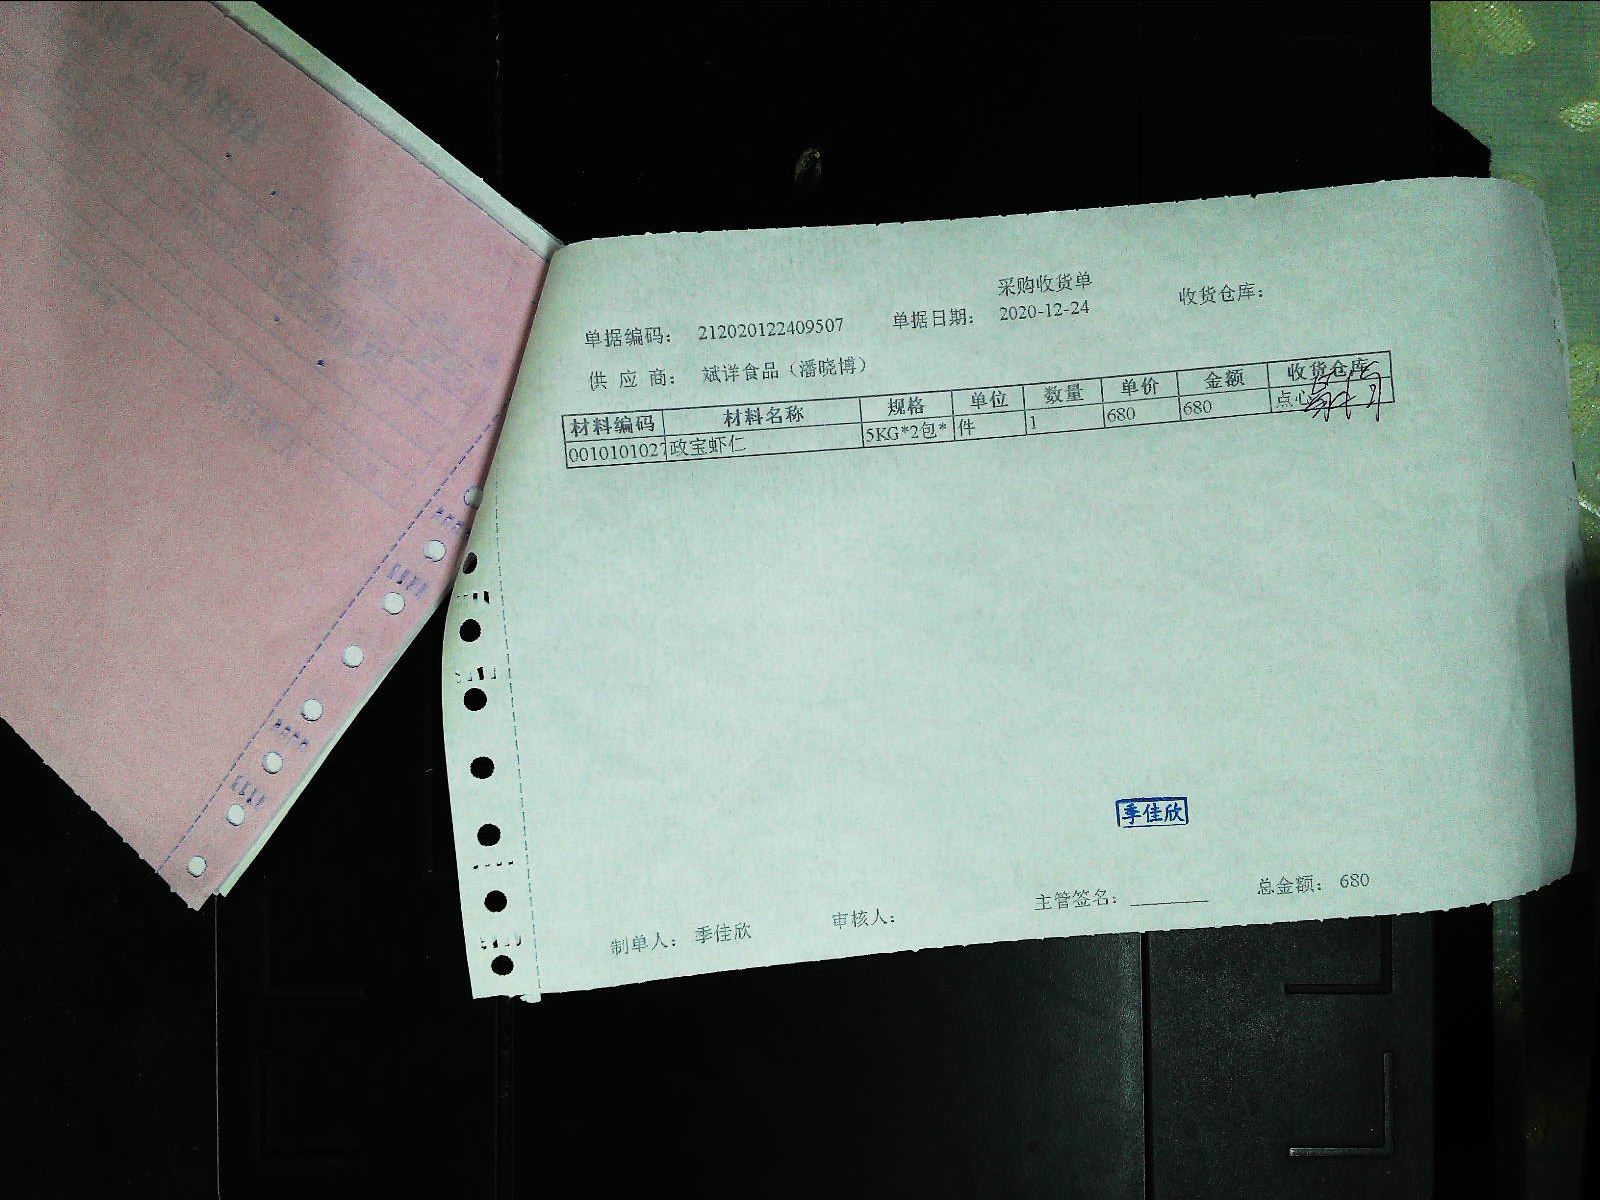 采购收货单
单据编码： 212020122409507 单据日期： 2020-12-24 收货仓库：
供 应 商： 斌详食品（潘晓博）
材料编码 材料名称 规格 单位 数量 单价 金额 收货仓库
0010101027 政宝虾仁 5KG*2包* 件 1 680 680 点心
季佳欣
制单人： 季佳欣 审核人： 主管签名：________ 总金额： 680